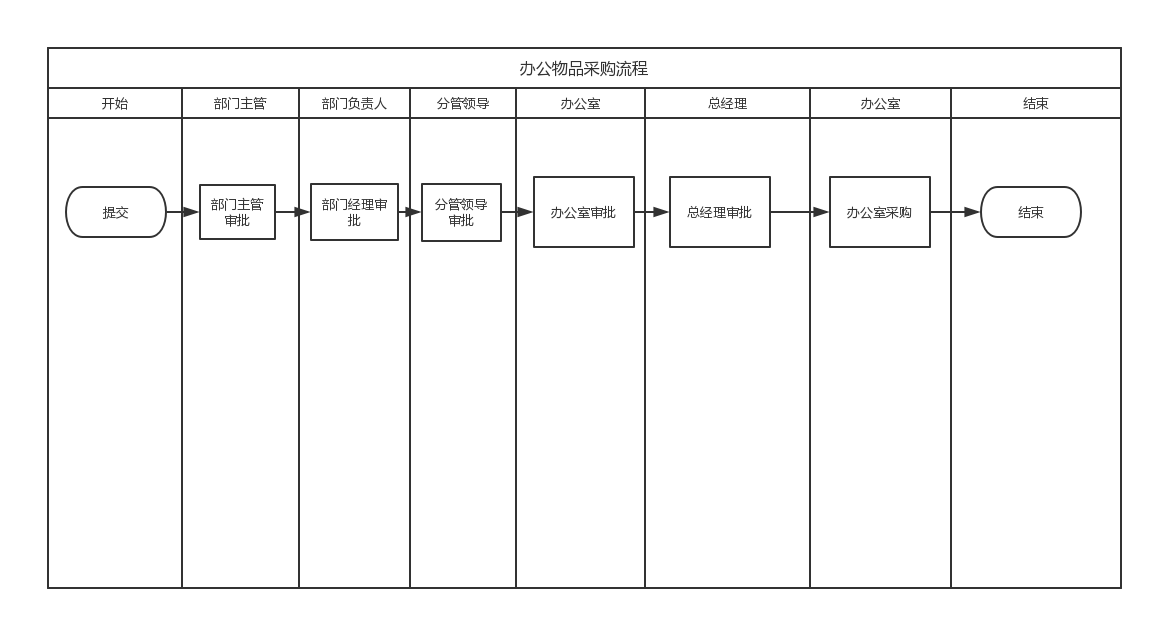 办公物品采购流程
开始
部门主管
部门负责人
分管领导
办公室
总经理
办公室
结束
提交
部门主管
审批
部门经理审
批
分管领导
审批
办公室审批
总经理审批
办公室采购
结束